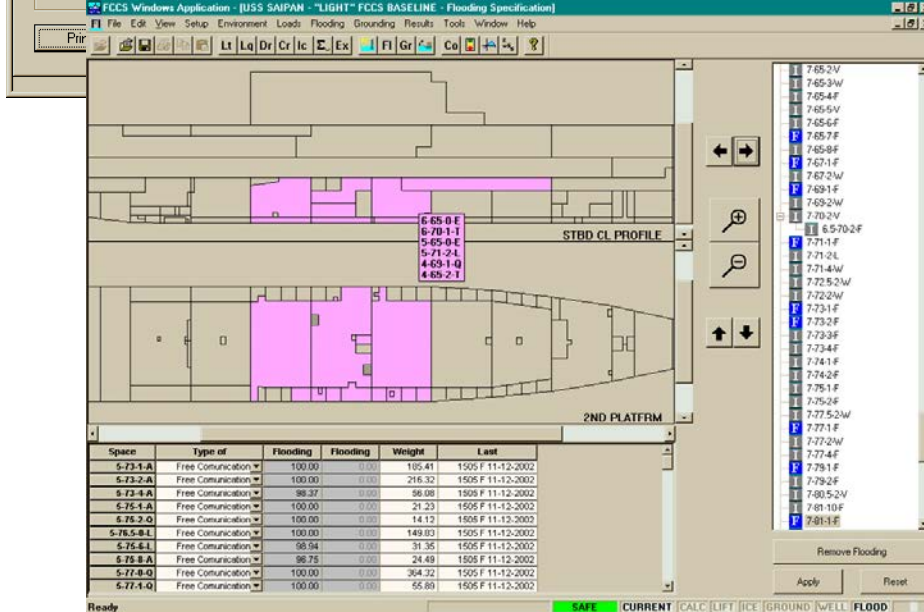 FCCS Windows Application - [USS SAIPAN - "LIGHT" FCCS BASELINE - Flooding Specification]
File Edit View Setup Environment Loads Flooding Grounding Results Tools Window Help
Prin
Lt Lq Dr Cr Ic Σ Ex Fl Gr Co ?
6-65-0-E
6-70-1-T
5-65-0-E
5-71-2-L
4-69-1-Q
4-65-2-T
STBD CL PROFILE
2ND PLATFRM
7-65-2-V
7-65-3-W
7-65-4-F
7-65-5-V
7-65-6-F
F 7-65-7-F
7-65-8-F
F 7-67-1-F
7-67-2-W
F 7-69-1-F
7-69-2-W
7-70-2-V
6.5-70-2-F
F 7-71-1-F
7-71-2-L
7-71-4-W
7-72.5-2-W
7-72-2-W
F 7-73-1-F
F 7-73-2-F
7-73-3-F
7-73-4-F
7-74-1-F
7-74-2-F
7-75-1-F
7-75-2-F
7-77.5-2-W
F 7-77-1-F
7-77-2-W
7-77-4-F
F 7-79-1-F
7-79-2-F
7-80.5-2-V
7-81-10-F
F 7-81-1-F
Space Type of Flooding Flooding Weight Last
5-73-1-A Free Comunication 100.00 0.00 185.41 1505 F 11-12-2002
5-73-2-A Free Comunication 100.00 0.00 216.32 1505 F 11-12-2002
5-73-4-A Free Comunication 98.37 0.00 56.08 1505 F 11-12-2002
5-75-1-A Free Comunication 100.00 0.00 21.23 1505 F 11-12-2002
5-75-2-Q Free Comunication 100.00 0.00 14.12 1505 F 11-12-2002
5-76.5-0-L Free Comunication 100.00 0.00 149.83 1505 F 11-12-2002
5-75-6-L Free Comunication 98.94 0.00 31.35 1505 F 11-12-2002
5-75-8-A Free Comunication 96.75 0.00 24.49 1505 F 11-12-2002
5-77-0-Q Free Comunication 100.00 0.00 364.32 1505 F 11-12-2002
5-77-1-Q Free Comunication 100.00 0.00 55.89 1505 F 11-12-2002
Remove Flooding
Apply Reset
Ready SAFE CURRENT CALC LIFT ICE GROUND WELL FLOOD